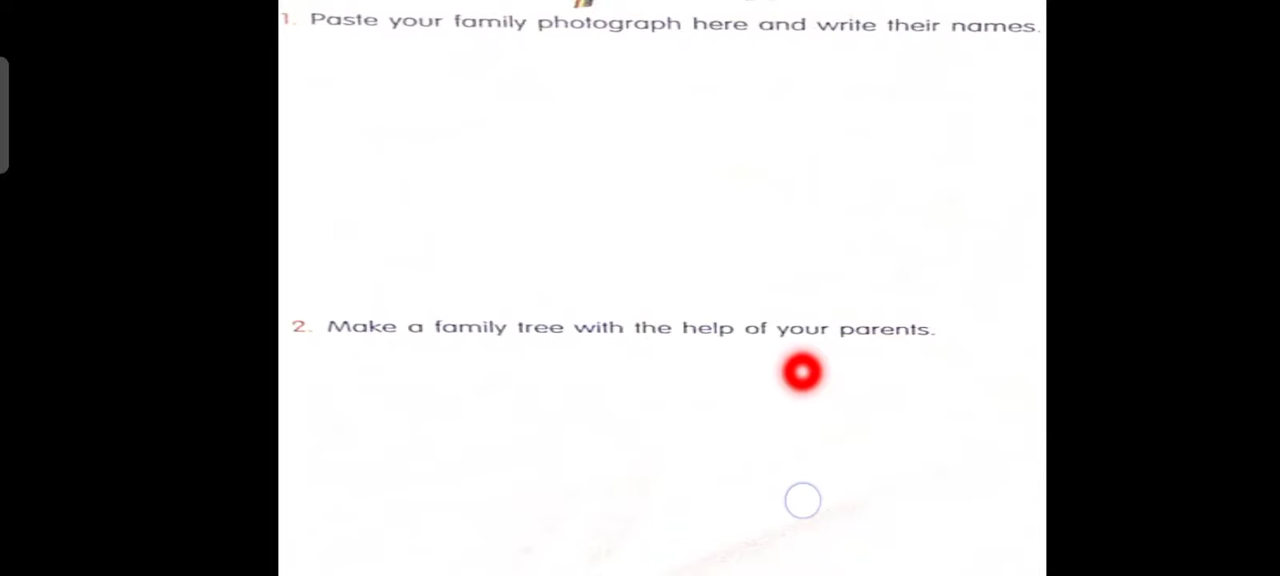 1. Paste your family photograph here and write their names.
2. Make a family tree with the help of your parents.